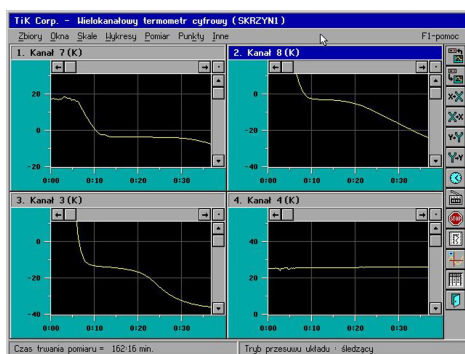 TiK Corp. - Wielokanałowy termometr cyfrowy (SKRZYN1)
Zbiory Okna Skale Wykresy Pomiar Punkty Inne F1-pomoc
1. Kanał 7 (K)
20
0
-20
0:00 0:10 0:20 0:30
2. Kanał 8 (K)
0
-20
0:00 0:10 0:20 0:30
3. Kanał 3 (K)
0
-20
-40
0:00 0:10 0:20 0:30
4. Kanał 4 (K)
40
20
0
0:00 0:10 0:20 0:30
X+X
X+X
Y+Y
Y+Y
STOP
R
Czas trwania pomiaru = 162:16 min.
Tryb przesuwu układu : śledzący